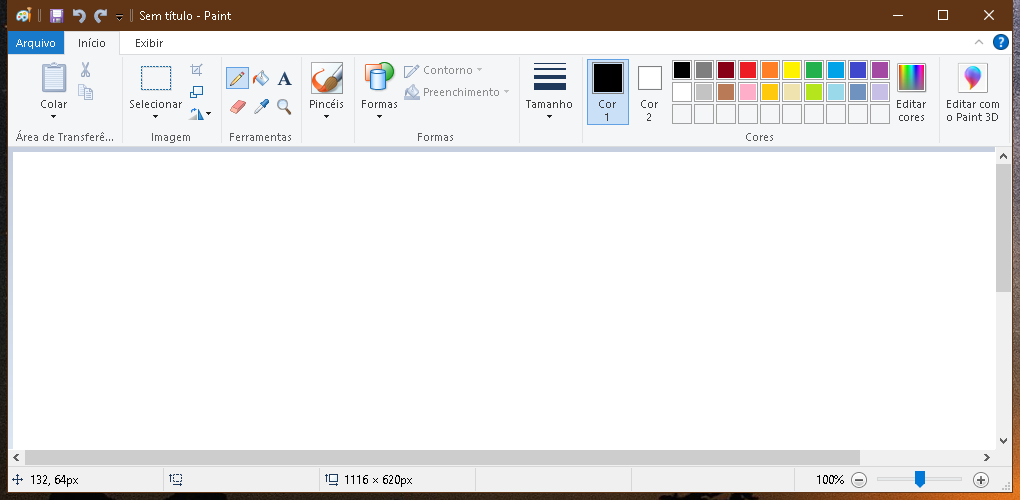 Sem título - Paint
Arquivo Início Exibir
Colar
Selecionar
Pincéis
Formas
Contorno
Preenchimento
Tamanho
Cor
1
Cor
2
Editar
cores
Editar com
o Paint 3D
Área de Transferê...
Imagem
Ferramentas
Formas
Cores
132, 64px
1116 × 620px
100%